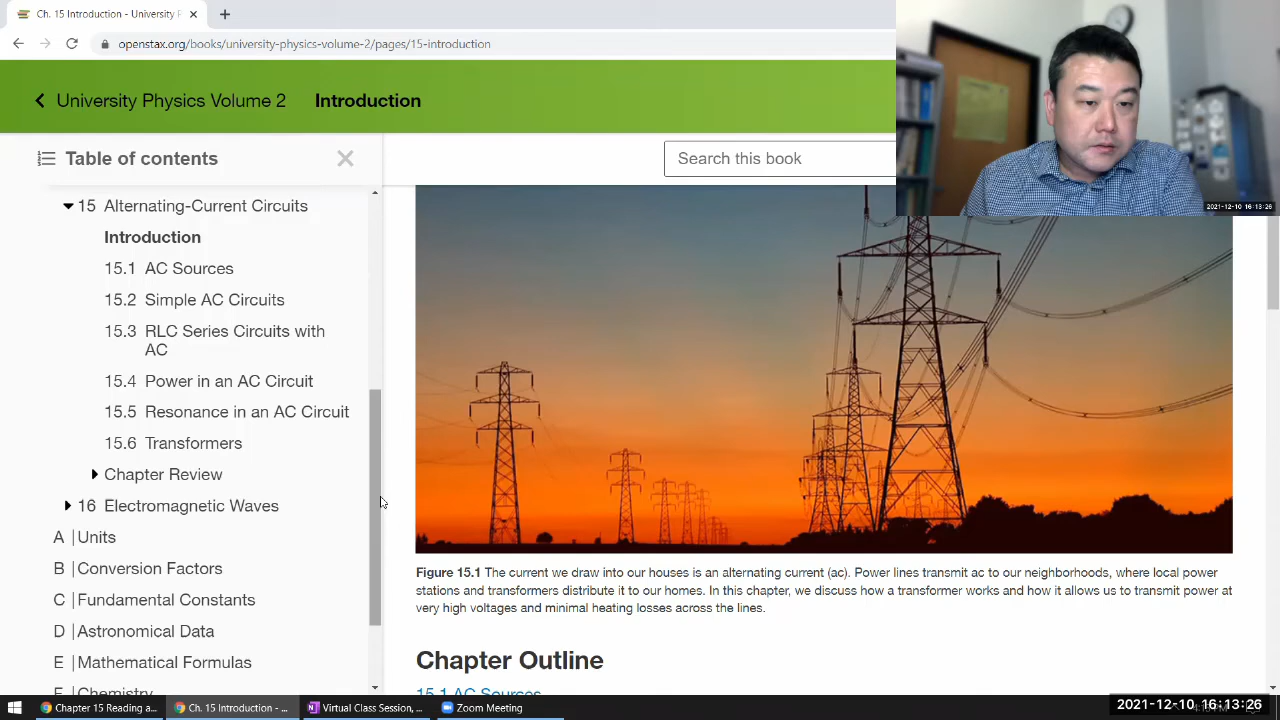 Ch. 15 Introduction - University F
openstax.org/books/university-physics-volume-2/pages/15-introduction
University Physics Volume 2
Introduction
Table of contents
Search this book
2021-12-10 16:13:26
15 Alternating-Current Circuits
Introduction
15.1 AC Sources
15.2 Simple AC Circuits
15.3 RLC Series Circuits with
AC
15.4 Power in an AC Circuit
15.5 Resonance in an AC Circuit
15.6 Transformers
Chapter Review
16 Electromagnetic Waves
A |Units
B |Conversion Factors
C |Fundamental Constants
D |Astronomical Data
E |Mathematical Formulas
F |Chemistry
Figure 15.1 The current we draw into our houses is an alternating current (ac). Power lines transmit ac to our neighborhoods, where local power
stations and transformers distribute it to our homes. In this chapter, we discuss how a transformer works and how it allows us to transmit power at
very high voltages and minimal heating losses across the lines.
Chapter Outline
15.1 AC Sources
Chapter 15 Reading a...
Ch. 15 Introduction - ...
Virtual Class Session, ...
Zoom Meeting
2021-12-10 16:13:26